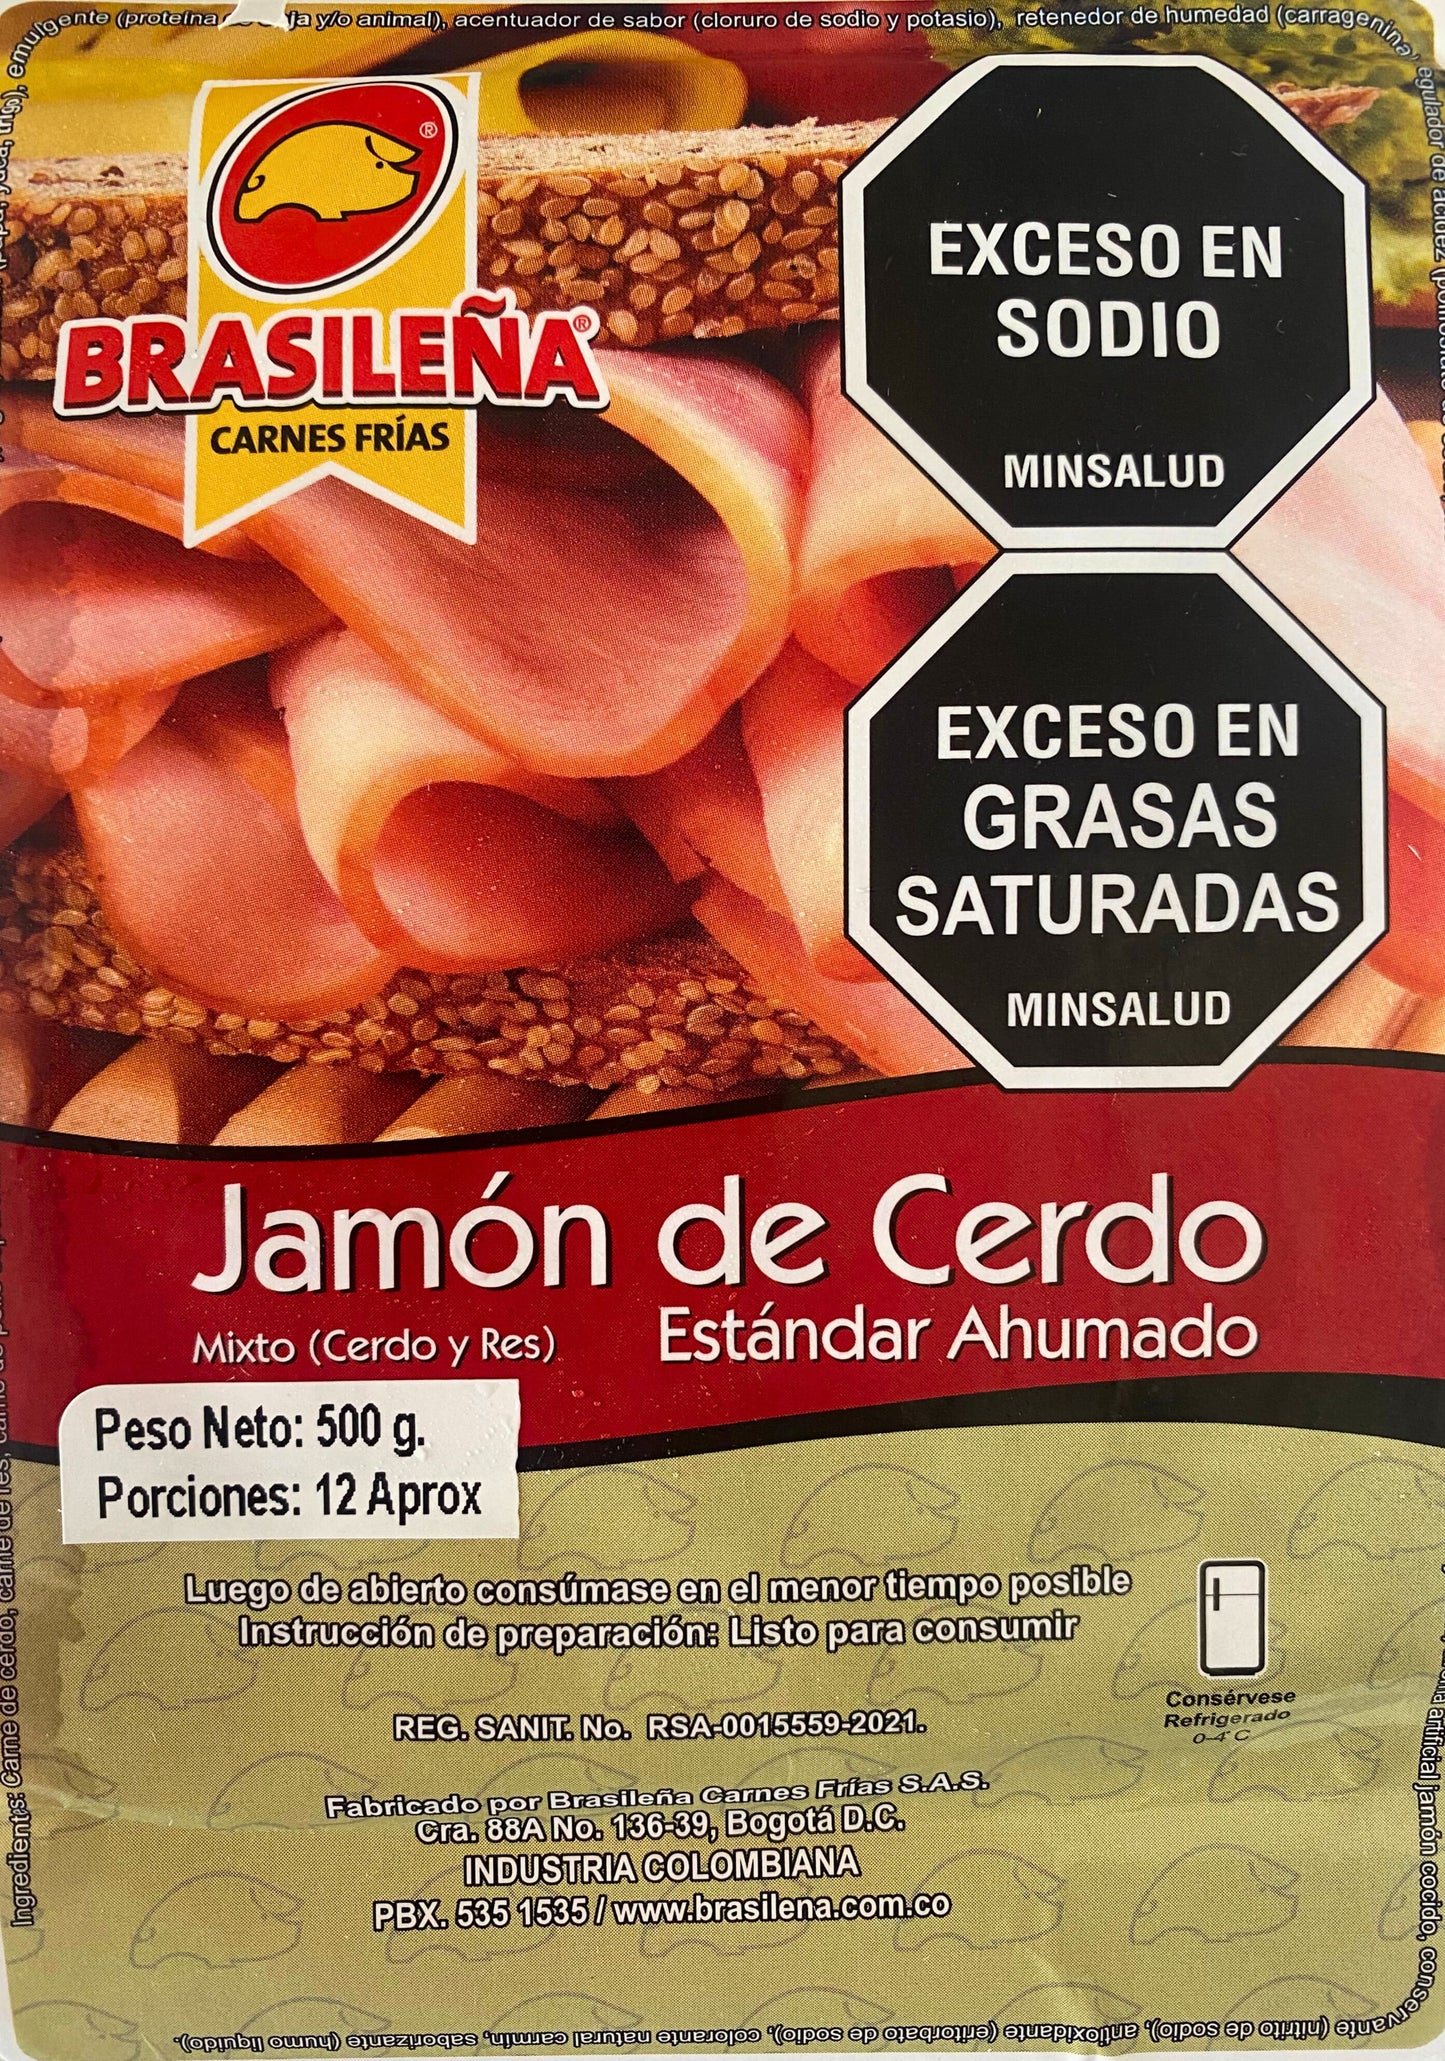 ente (proteína ja y/o animal), acentuador de sabor (cloruro de sodio y potasio), retenedor de humedad (carragenina,
BRASILEÑA®
CARNES FRÍAS
EXCESO EN
SODIO
MINSALUD
EXCESO EN
GRASAS
SATURADAS
MINSALUD
Jamón de Cerdo
Mixto (Cerdo y Res) Estándar Ahumado
Peso Neto: 500 g.
Porciones: 12 Aprox
Luego de abierto consúmase en el menor tiempo posible
Instrucción de preparación: Listo para consumir
Consérvese
Refrigerado
0-4°C
REG. SANIT. No. RSA-0015559-2021.
Fabricado por Brasileña Carnes Frías S.A.S.
Cra. 88A No. 136-39, Bogotá D.C.
INDUSTRIA COLOMBIANA
PBX. 535 1535 / www.brasilena.com.co
Ingredientes: Carne de cerdo, carne de res,
artificial jamón cocido, conservante (nitrito de sodio), antioxidante (eritorbato de sodio), colorante natural carmín, saborizante (humo líquido).